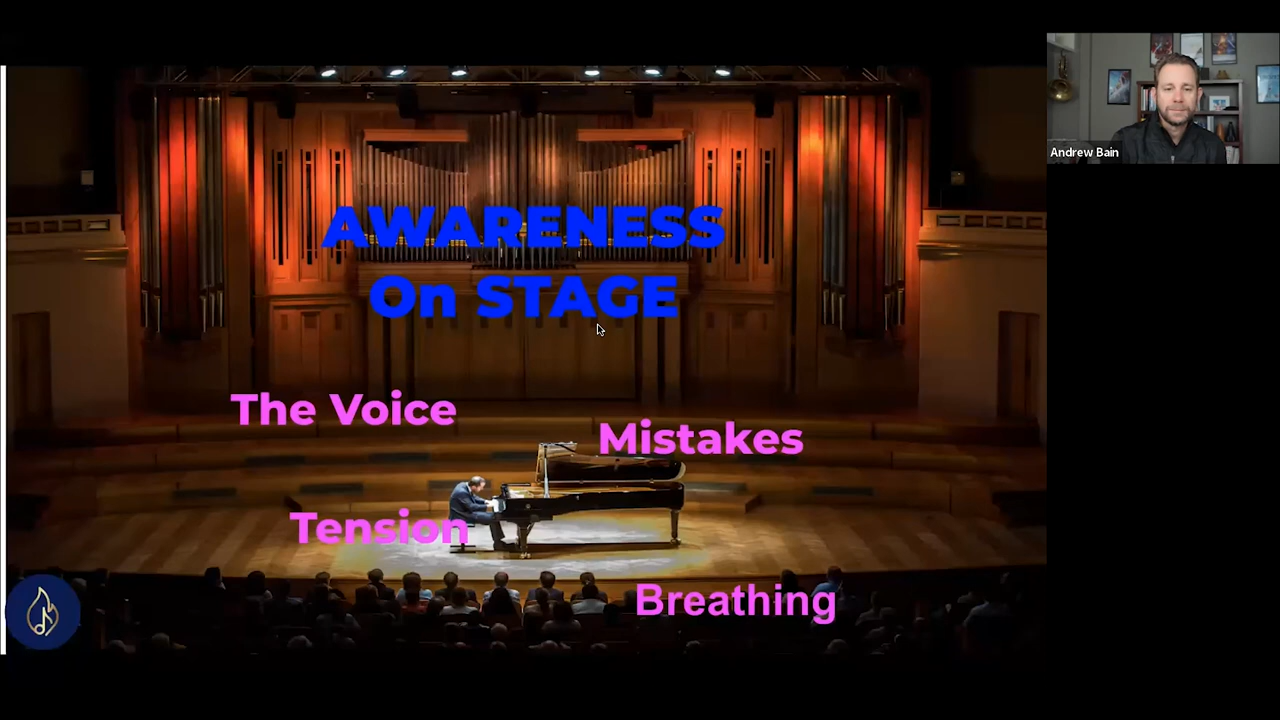 AWARENESS
On STAGE
The Voice
Mistakes
Tension
Breathing
Andrew Bain